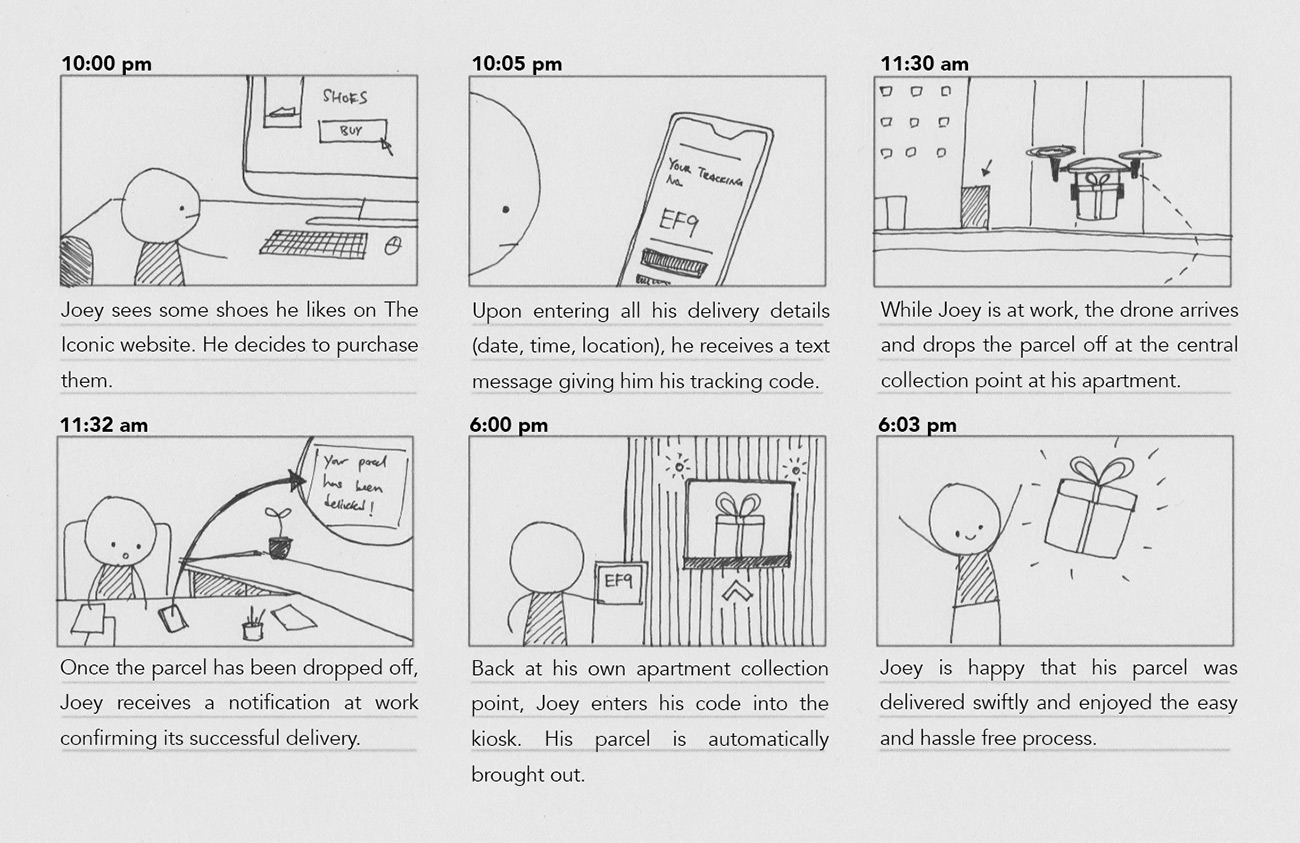 10:00 pm
SHOES
BUY
Joey sees some shoes he likes on The
Iconic website. He decides to purchase
them.
10:05 pm
YOUR TRACKING
No.
EF9
Upon entering all his delivery details
(date, time, location), he receives a text
message giving him his tracking code.
11:30 am
While Joey is at work, the drone arrives
and drops the parcel off at the central
collection point at his apartment.
11:32 am
Your parcel
has been
delivered!
Once the parcel has been dropped off,
Joey receives a notification at work
confirming its successful delivery.
6:00 pm
EF9
Back at his own apartment collection
point, Joey enters his code into the
kiosk. His parcel is automatically
brought out.
6:03 pm
Joey is happy that his parcel was
delivered swiftly and enjoyed the easy
and hassle free process.